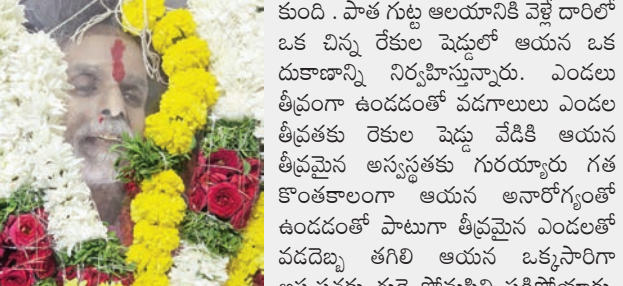 కుంది . పాత గుట్ట ఆలయానికి వెళ్లే దారిలో
ఒక చిన్న రేకుల షెడ్డులో ఆయన ఒక
దుకాణాన్ని నిర్వహిస్తున్నారు. ఎండలు
తీవ్రంగా ఉండడంతో వడగాలులు ఎండల
తీవ్రతకు రెకుల షెడ్డు వేడికి ఆయన
తీవ్రమైన అస్వస్థతకు గురయ్యారు గత
కొంతకాలంగా ఆయన అనారోగ్యంతో
ఉండడంతో పాటుగా తీవ్రమైన ఎండలతో
వడదెబ్బ తగిలి ఆయన ఒక్కసారిగా